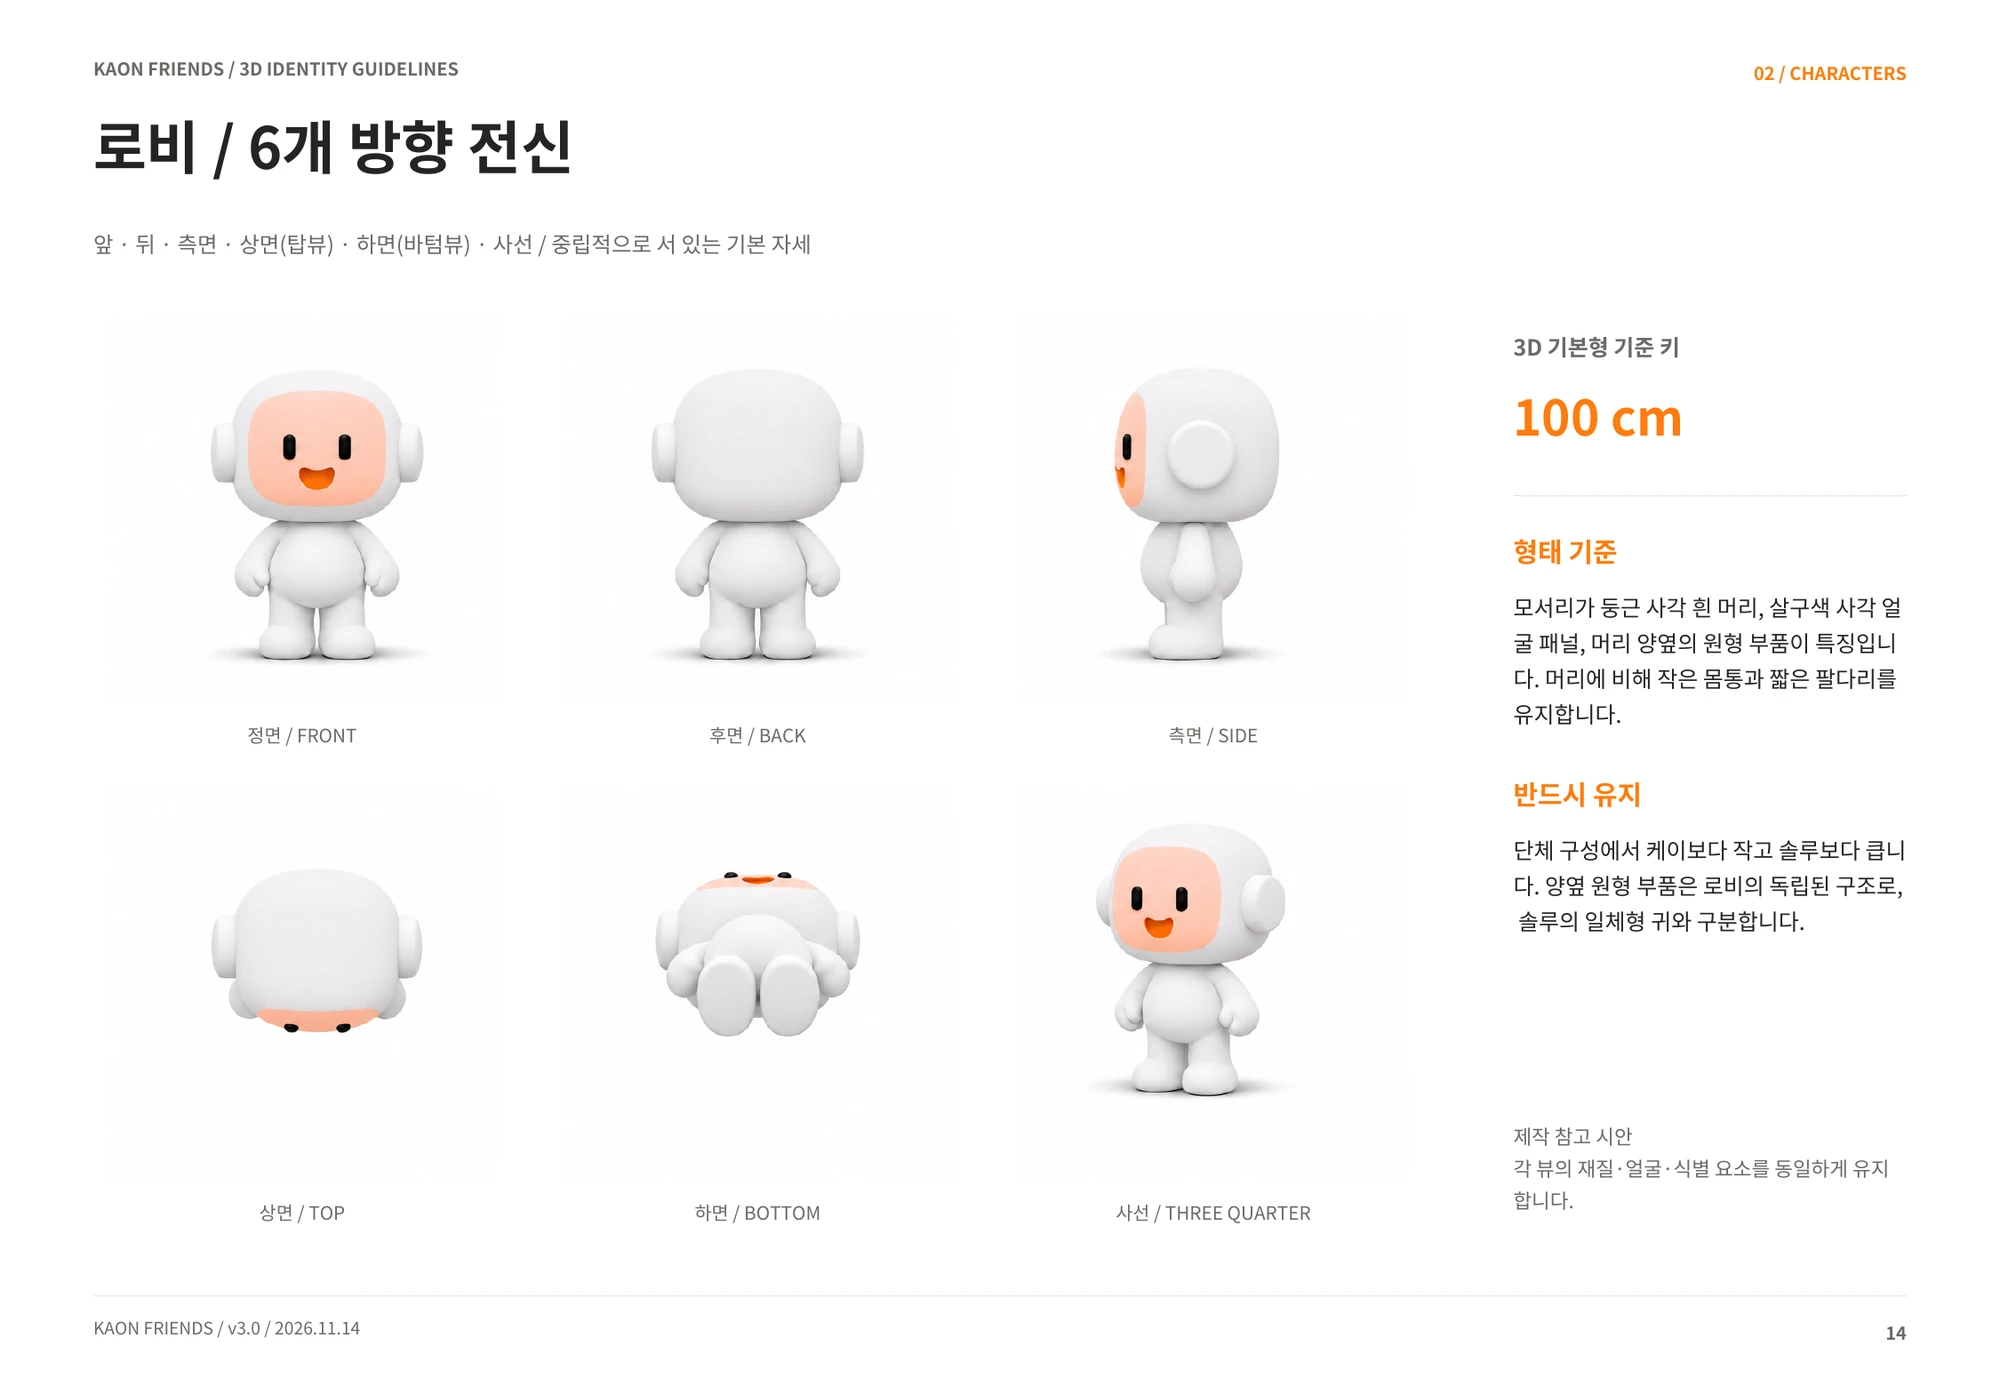 KAON FRIENDS / 3D IDENTITY GUIDELINES
02 / CHARACTERS
로비 / 6개 방향 전신
앞 · 뒤 · 측면 · 상면(탑뷰) · 하면(바텀뷰) · 사선 / 중립적으로 서 있는 기본 자세
정면 / FRONT
후면 / BACK
측면 / SIDE
상면 / TOP
하면 / BOTTOM
사선 / THREE QUARTER
3D 기본형 기준 키
100 cm
형태 기준
모서리가 둥근 사각 흰 머리, 살구색 사각 얼
굴 패널, 머리 양옆의 원형 부품이 특징입니
다. 머리에 비해 작은 몸통과 짧은 팔다리를
유지합니다.
반드시 유지
단체 구성에서 케이보다 작고 솔루보다 큽니
다. 양옆 원형 부품은 로비의 독립된 구조로,
솔루의 일체형 귀와 구분합니다.
제작 참고 시안
각 뷰의 재질·얼굴·식별 요소를 동일하게 유지
합니다.
KAON FRIENDS / v3.0 / 2026.11.14
14